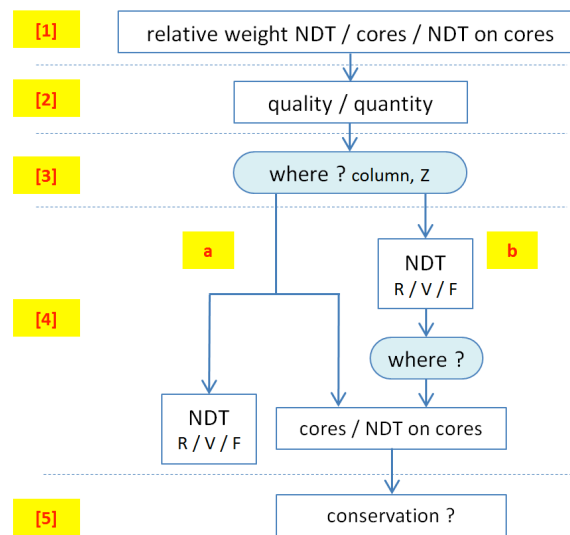 [1]
relative weight NDT / cores / NDT on cores
[2]
quality / quantity
[3]
where ? column, Z
a
b
NDT
R / V / F
[4]
where ?
NDT
R / V / F
cores / NDT on cores
[5]
conservation ?